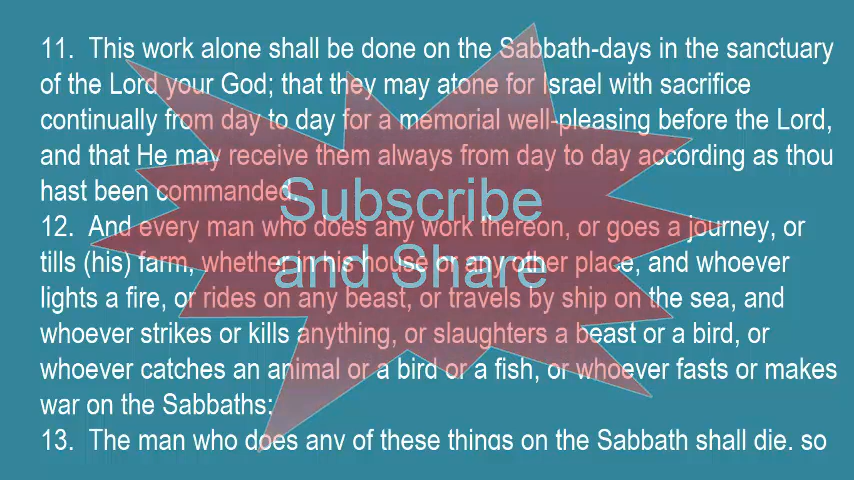 11.  This work alone shall be done on the Sabbath-days in the sanctuary
of the Lord your God; that they may atone for Israel with sacrifice
continually from day to day for a memorial well-pleasing before the Lord,
and that He may receive them always from day to day according as thou
hast been commanded.
12.  And every man who does any work thereon, or goes a journey, or
tills (his) farm, whether in his house or any other place, and whoever
lights a fire, or rides on any beast, or travels by ship on the sea, and
whoever strikes or kills anything, or slaughters a beast or a bird, or
whoever catches an animal or a bird or a fish, or whoever fasts or makes
war on the Sabbaths:
13.  The man who does any of these things on the Sabbath shall die, so
Subscribe
and Share